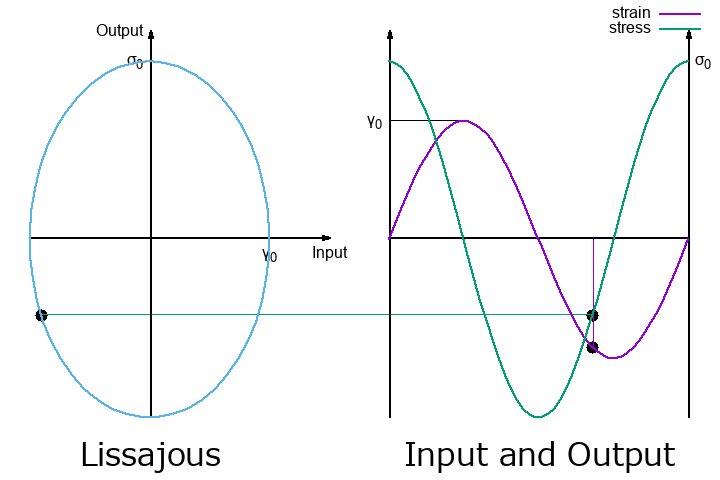 strain
stress
Output
σ0
σ0
γ0
γ0
Input
Lissajous
Input and Output